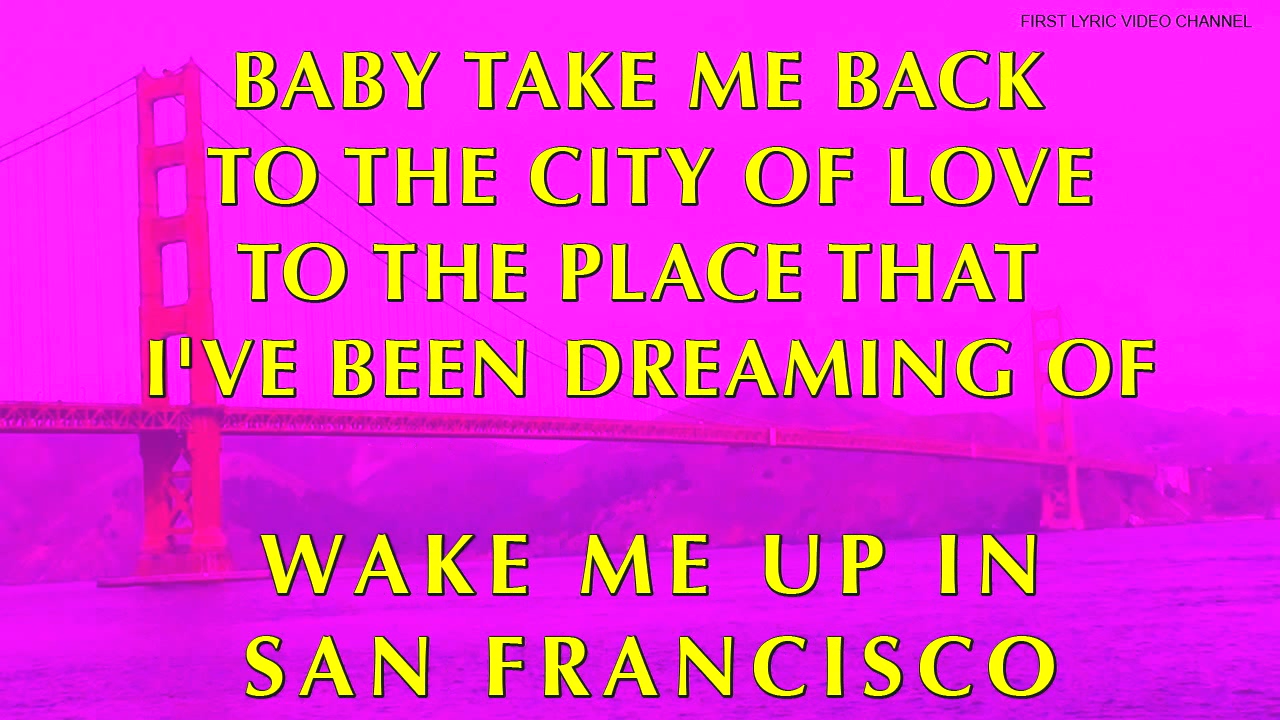 FIRST LYRIC VIDEO CHANNEL
BABY TAKE ME BACK
TO THE CITY OF LOVE
TO THE PLACE THAT
I'VE BEEN DREAMING OF
WAKE ME UP IN
SAN FRANCISCO